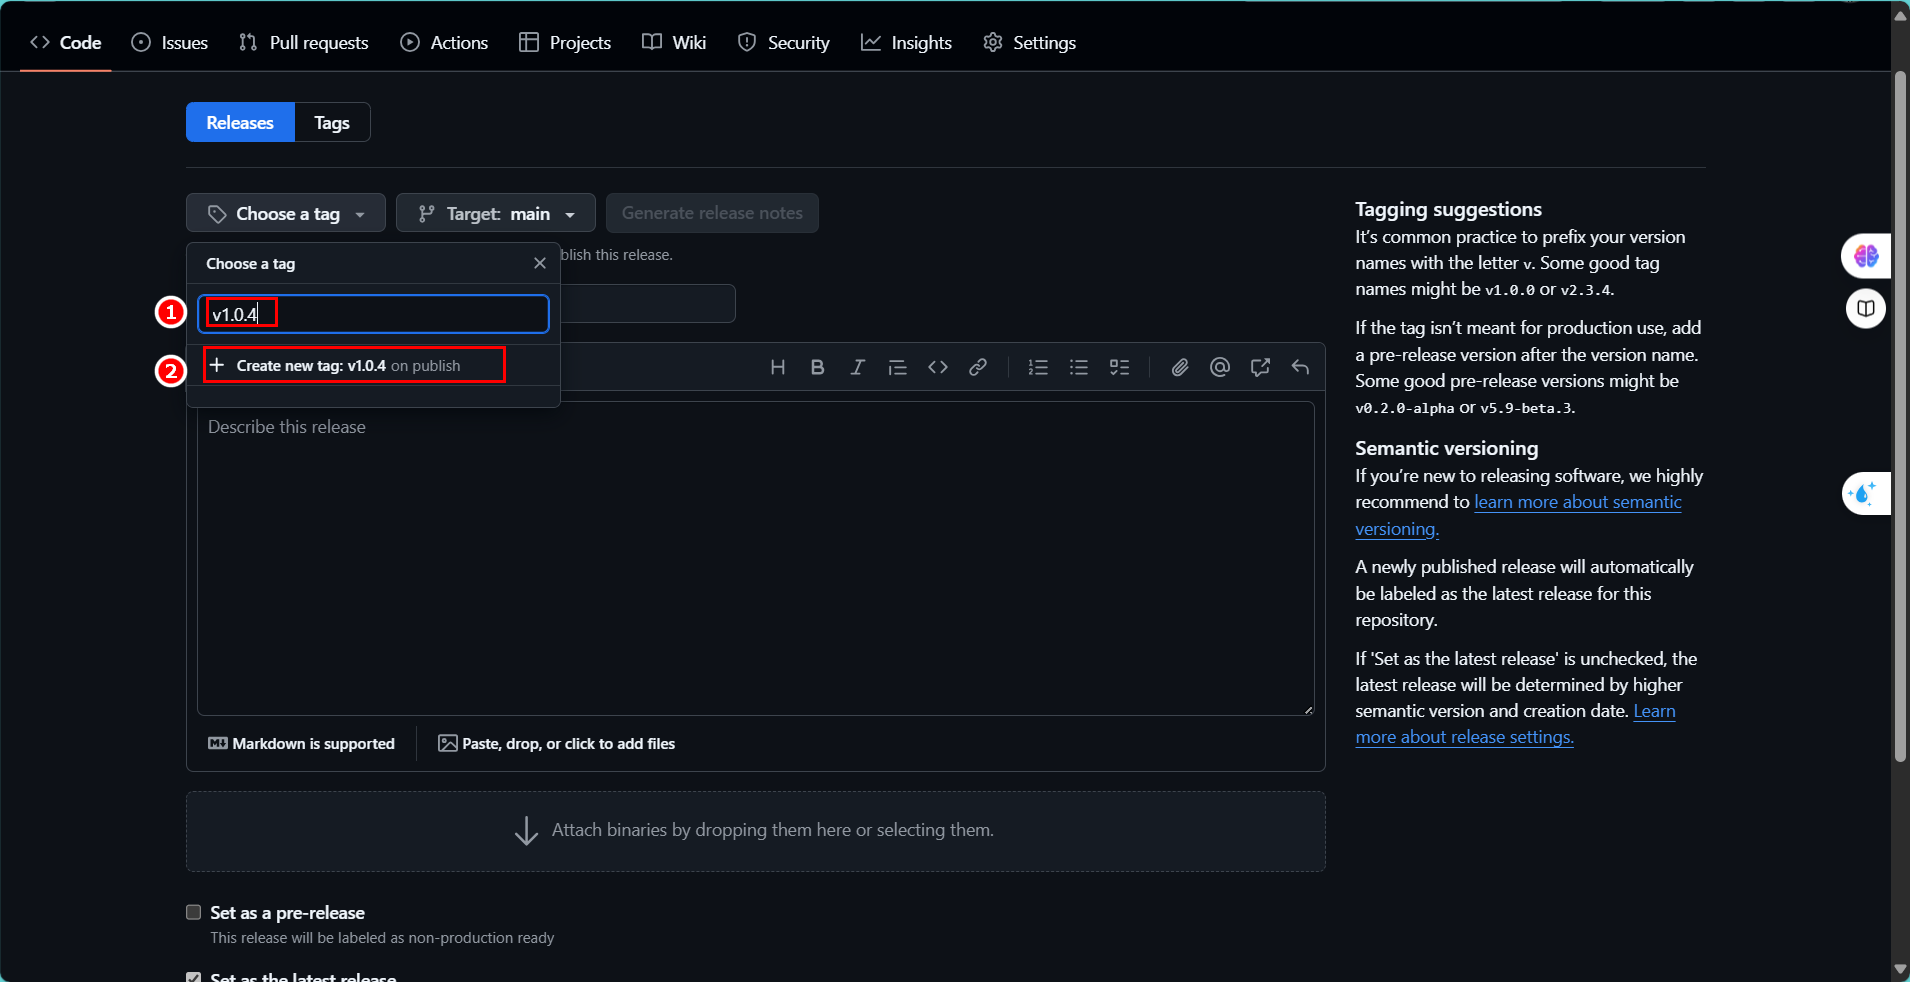 Code Issues Pull requests Actions Projects Wiki Security Insights Settings
Releases Tags
Choose a tag Target: main Generate release notes
blish this release.
Choose a tag
1
v1.0.4
2
Create new tag: v1.0.4 on publish
Describe this release
Markdown is supported
Paste, drop, or click to add files
Attach binaries by dropping them here or selecting them.
Set as a pre-release
This release will be labeled as non-production ready
Set as the latest release
Tagging suggestions
It’s common practice to prefix your version
names with the letter v. Some good tag
names might be v1.0.0 or v2.3.4.
If the tag isn’t meant for production use, add
a pre-release version after the version name.
Some good pre-release versions might be
v0.2.0-alpha or v5.9-beta.3.
Semantic versioning
If you’re new to releasing software, we highly
recommend to learn more about semantic
versioning.
A newly published release will automatically
be labeled as the latest release for this
repository.
If 'Set as the latest release' is unchecked, the
latest release will be determined by higher
semantic version and creation date. Learn
more about release settings.